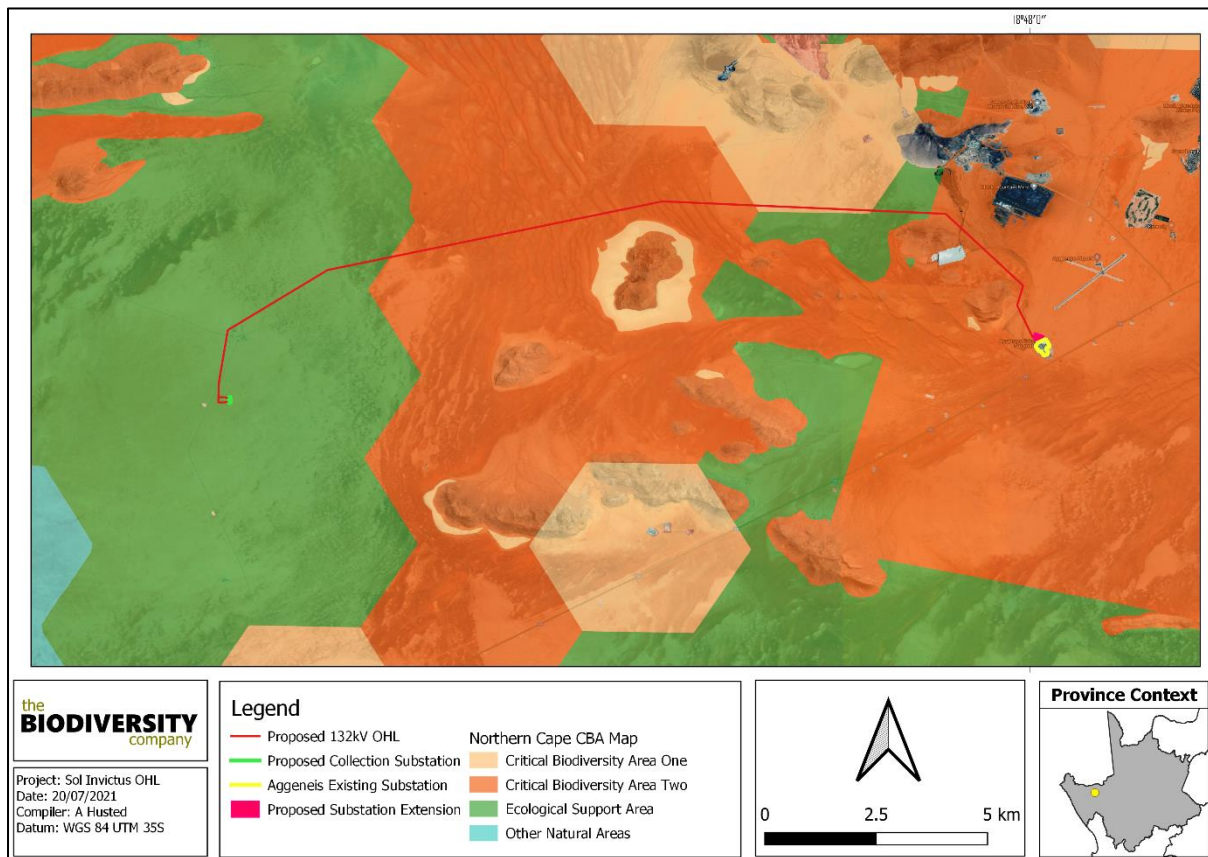 18°48'0"
the
BIODIVERSITY
company
Project: Sol Invictus OHL
Date: 20/07/2021
Compiler: A Husted
Datum: WGS 84 UTM 35S
Legend
Proposed 132kV OHL
Proposed Collection Substation
Aggeneis Existing Substation
Proposed Substation Extension
Northern Cape CBA Map
Critical Biodiversity Area One
Critical Biodiversity Area Two
Ecological Support Area
Other Natural Areas
0 2.5 5 km
Province Context